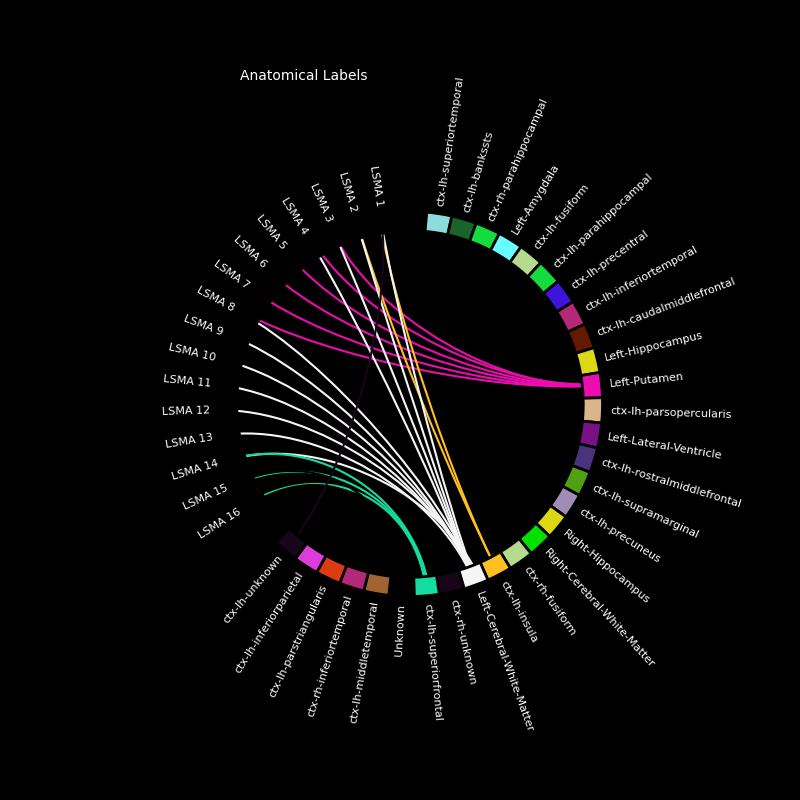 Anatomical Labels
ctx-lh-superiortemporal
ctx-lh-bankssts
ctx-rh-parahippocampal
Left-Amygdala
ctx-lh-fusiform
ctx-lh-parahippocampal
ctx-lh-precentral
ctx-lh-inferiortemporal
ctx-lh-caudalmiddlefrontal
Left-Hippocampus
Left-Putamen
ctx-lh-parsopercularis
Left-Lateral-Ventricle
ctx-lh-rostralmiddlefrontal
ctx-lh-supramarginal
ctx-lh-precuneus
Right-Hippocampus
Right-Cerebral-White-Matter
ctx-rh-fusiform
ctx-lh-insula
Left-Cerebral-White-Matter
ctx-rh-unknown
ctx-lh-superiorfrontal
Unknown
ctx-lh-middletemporal
ctx-rh-inferiortemporal
ctx-lh-parstriangularis
ctx-lh-inferiorparietal
ctx-lh-unknown
LSMA 16
LSMA 15
LSMA 14
LSMA 13
LSMA 12
LSMA 11
LSMA 10
LSMA 9
LSMA 8
LSMA 7
LSMA 6
LSMA 5
LSMA 4
LSMA 3
LSMA 2
LSMA 1